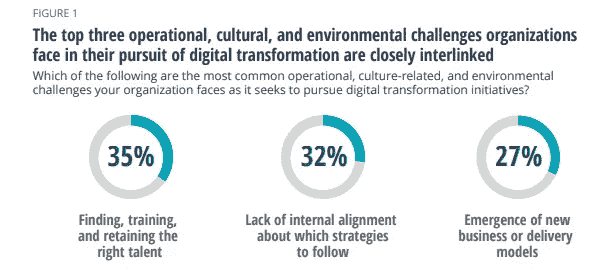 FIGURE 1
The top three operational, cultural, and environmental challenges organizations
face in their pursuit of digital transformation are closely interlinked
Which of the following are the most common operational, culture-related, and environmental
challenges your organization faces as it seeks to pursue digital transformation initiatives?
35%
32%
27%
Finding, training,
and retaining the
right talent
Lack of internal alignment
about which strategies
to follow
Emergence of new
business or delivery
models